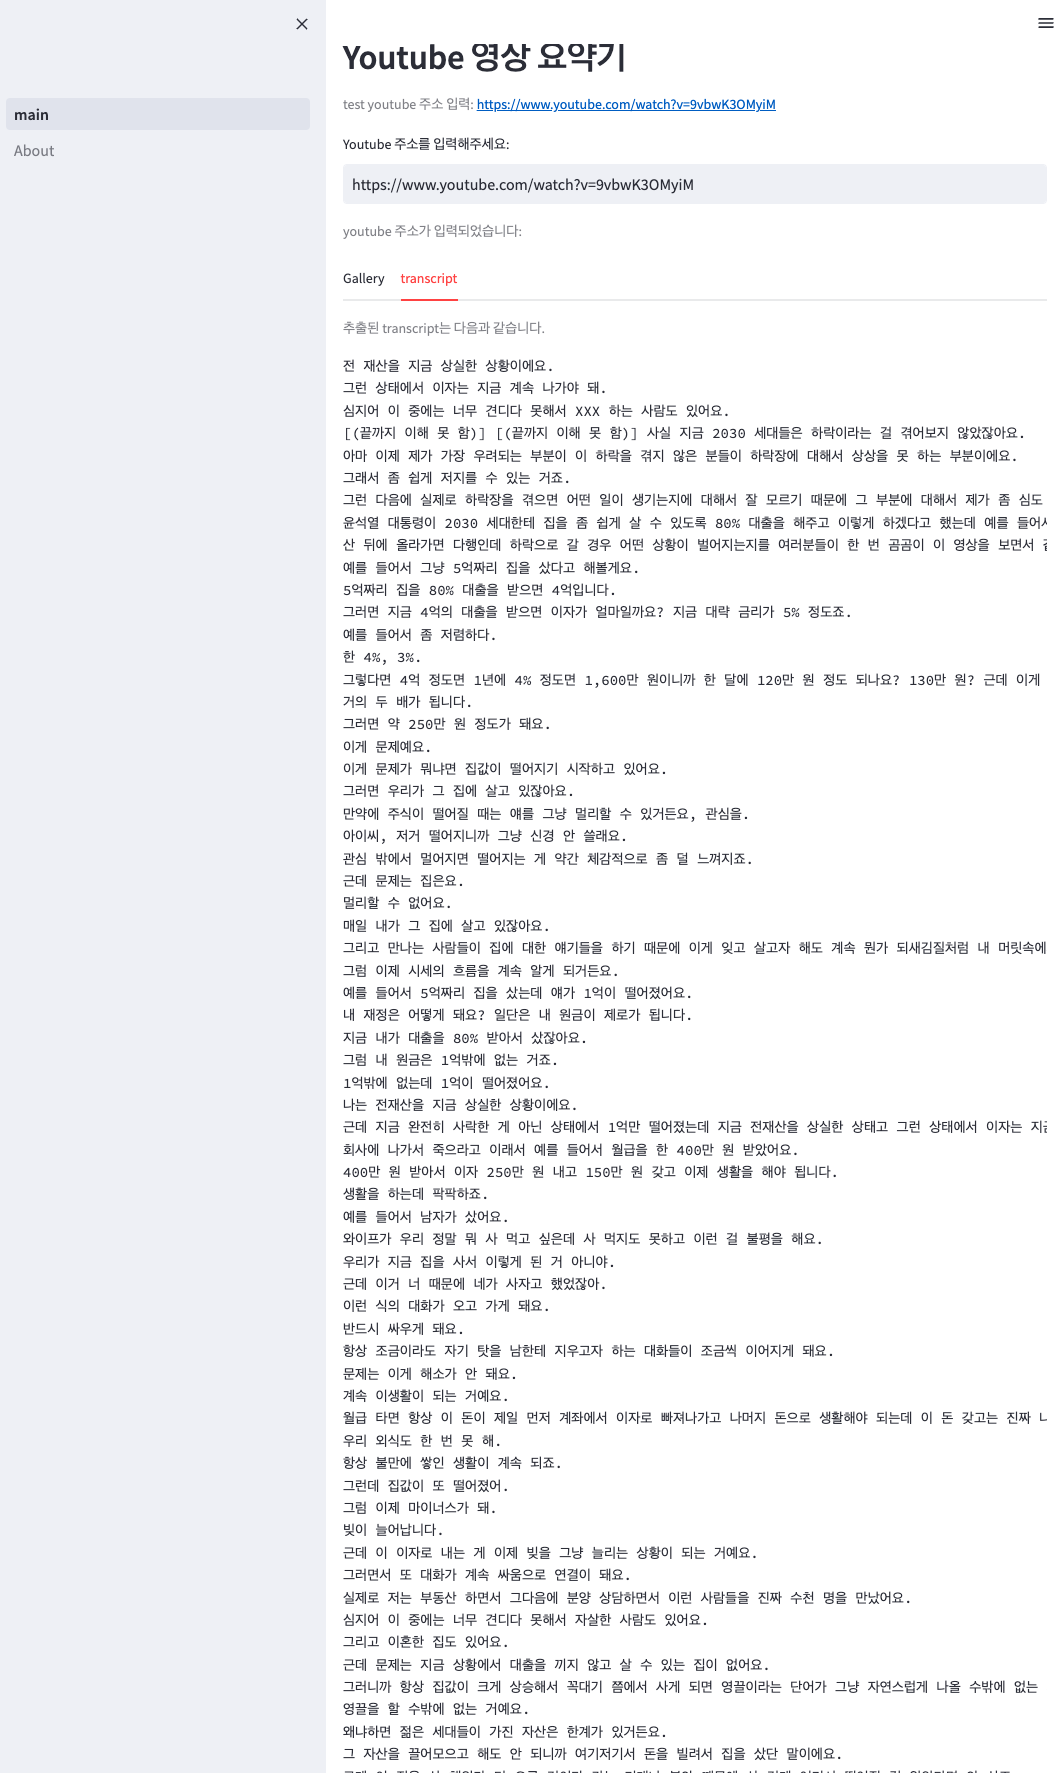 main
About
Youtube 영상 요약기
test youtube 주소 입력: https://www.youtube.com/watch?v=9vbwK3OMyiM
Youtube 주소를 입력해주세요:
https://www.youtube.com/watch?v=9vbwK3OMyiM
youtube 주소가 입력되었습니다:
Gallery transcript
추출된 transcript는 다음과 같습니다.
전 재산을 지금 상실한 상황이에요.
그런 상태에서 이자는 지금 계속 나가야 돼.
심지어 이 중에는 너무 견디다 못해서 XXX 하는 사람도 있어요.
[(끝까지 이해 못 함)] [(끝까지 이해 못 함)] 사실 지금 2030 세대들은 하락이라는 걸 겪어보지 않았잖아요.
아마 이제 제가 가장 우려되는 부분이 이 하락을 겪지 않은 분들이 하락장에 대해서 상상을 못 하는 부분이에요.
그래서 좀 쉽게 저지를 수 있는 거죠.
그런 다음에 실제로 하락장을 겪으면 어떤 일이 생기는지에 대해서 잘 모르기 때문에 그 부분에 대해서 제가 좀 심도
윤석열 대통령이 2030 세대한테 집을 좀 쉽게 살 수 있도록 80% 대출을 해주고 이렇게 하겠다고 했는데 예를 들어서
산 뒤에 올라가면 다행인데 하락으로 갈 경우 어떤 상황이 벌어지는지를 여러분들이 한 번 곰곰이 이 영상을 보면서
예를 들어서 그냥 5억짜리 집을 샀다고 해볼게요.
5억짜리 집을 80% 대출을 받으면 4억입니다.
그러면 지금 4억의 대출을 받으면 이자가 얼마일까요? 지금 대략 금리가 5% 정도죠.
예를 들어서 좀 저렴하다.
한 4%, 3%.
그렇다면 4억 정도면 1년에 4% 정도면 1,600만 원이니까 한 달에 120만 원 정도 되나요? 130만 원? 근데 이게
거의 두 배가 됩니다.
그러면 약 250만 원 정도가 돼요.
이게 문제예요.
이게 문제가 뭐냐면 집값이 떨어지기 시작하고 있어요.
그러면 우리가 그 집에 살고 있잖아요.
만약에 주식이 떨어질 때는 얘를 그냥 멀리할 수 있거든요, 관심을.
아이씨, 저거 떨어지니까 그냥 신경 안 쓸래요.
관심 밖에서 멀어지면 떨어지는 게 약간 체감적으로 좀 덜 느껴지죠.
근데 문제는 집은요.
멀리할 수 없어요.
매일 내가 그 집에 살고 있잖아요.
그리고 만나는 사람들이 집에 대한 얘기들을 하기 때문에 이게 잊고 살고자 해도 계속 뭔가 되새김질처럼 내 머릿속에
그럼 이제 시세의 흐름을 계속 알게 되거든요.
예를 들어서 5억짜리 집을 샀는데 얘가 1억이 떨어졌어요.
내 재정은 어떻게 돼요? 일단은 내 원금이 제로가 됩니다.
지금 내가 대출을 80% 받아서 샀잖아요.
그럼 내 원금은 1억밖에 없는 거죠.
1억밖에 없는데 1억이 떨어졌어요.
나는 전재산을 지금 상실한 상황이에요.
근데 지금 완전히 사락한 게 아닌 상태에서 1억만 떨어졌는데 지금 전재산을 상실한 상태고 그런 상태에서 이자는
회사에 나가서 죽으라고 이래서 예를 들어서 월급을 한 400만 원 받았어요.
400만 원 받아서 이자 250만 원 내고 150만 원 갖고 이제 생활을 해야 됩니다.
생활을 하는데 팍팍하죠.
예를 들어서 남자가 샀어요.
와이프가 우리 정말 뭐 사 먹고 싶은데 사 먹지도 못하고 이런 걸 불평을 해요.
우리가 지금 집을 사서 이렇게 된 거 아니야.
근데 이거 너 때문에 네가 사자고 했었잖아.
이런 식의 대화가 오고 가게 돼요.
반드시 싸우게 돼요.
항상 조금이라도 자기 탓을 남한테 지우고자 하는 대화들이 조금씩 이어지게 돼요.
문제는 이게 해소가 안 돼요.
계속 이생활이 되는 거예요.
월급 타면 항상 이 돈이 제일 먼저 계좌에서 이자로 빠져나가고 나머지 돈으로 생활해야 되는데 이 돈 갖고는 진짜
우리 외식도 한 번 못 해.
항상 불만에 쌓인 생활이 계속 되죠.
그런데 집값이 또 떨어졌어.
그럼 이제 마이너스가 돼.
빚이 늘어납니다.
근데 이 이자로 내는 게 이제 빚을 그냥 늘리는 상황이 되는 거예요.
그러면서 또 대화가 계속 싸움으로 연결이 돼요.
실제로 저는 부동산 하면서 그다음에 분양 상담하면서 이런 사람들을 진짜 수천 명을 만났어요.
심지어 이 중에는 너무 견디다 못해서 자살한 사람도 있어요.
그리고 이혼한 집도 있어요.
근데 문제는 지금 상황에서 대출을 끼지 않고 살 수 있는 집이 없어요.
그러니까 항상 집값이 크게 상승해서 꼭대기 쯤에서 사게 되면 영끌이라는 단어가 그냥 자연스럽게 나올 수밖에 없는
영끌을 할 수밖에 없는 거예요.
왜냐하면 젊은 세대들이 가진 자산은 한계가 있거든요.
그 자산을 끌어모으고 해도 안 되니까 여기저기서 돈을 빌려서 집을 샀단 말이에요.